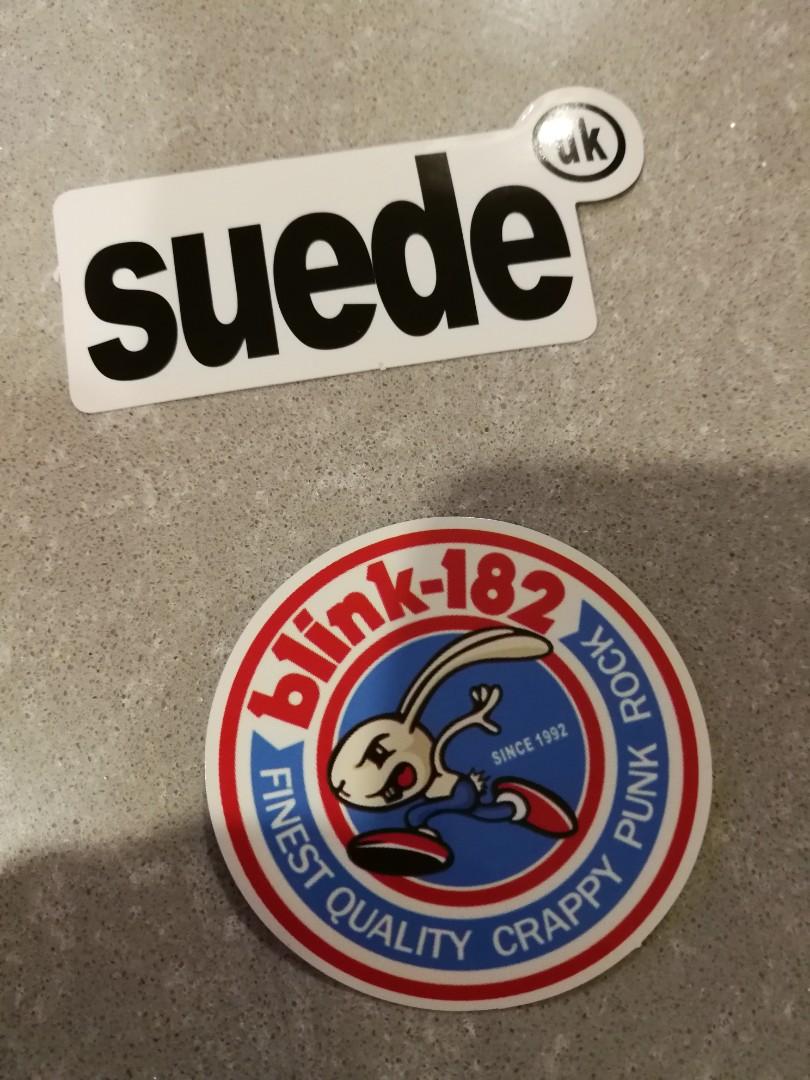 uk
suede
blink-182
SINCE 1992
FINEST QUALITY CRAPPY PUNK ROCK